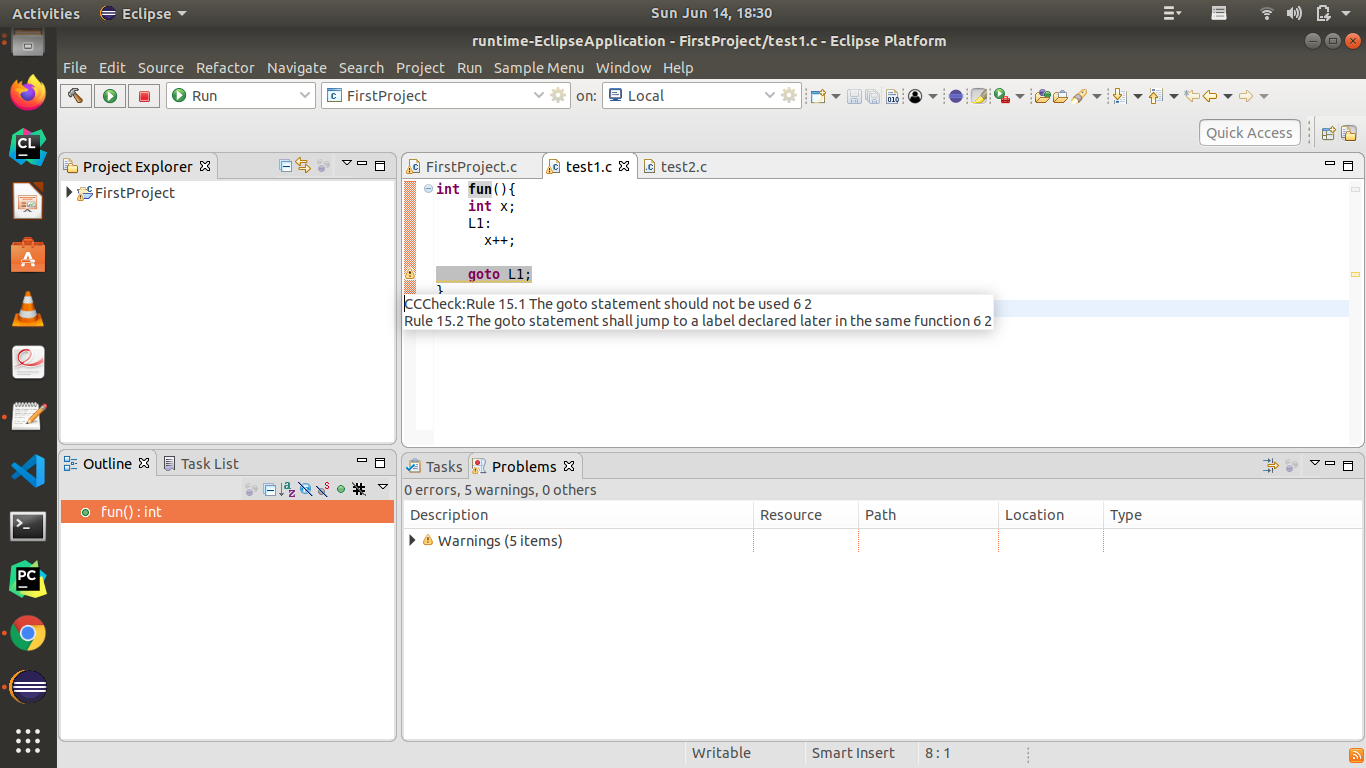 Activities Eclipse Sun Jun 14, 18:30
runtime-EclipseApplication - FirstProject/test1.c - Eclipse Platform
File Edit Source Refactor Navigate Search Project Run Sample Menu Window Help
Run FirstProject on: Local
010
Quick Access
CL
Project Explorer
FirstProject
FirstProject.c test1.c test2.c
int fun(){
int x;
L1:
x++;
goto L1;
}
CCCheck:Rule 15.1 The goto statement should not be used 6 2
Rule 15.2 The goto statement shall jump to a label declared later in the same function 6 2
Outline Task List
fun() : int
Tasks Problems
0 errors, 5 warnings, 0 others
Description Resource Path Location Type
Warnings (5 items)
PC
Writable Smart Insert 8 : 1